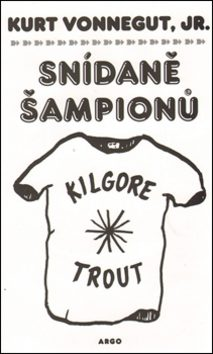 KURT VONNEGUT, JR.
SNÍDANĚ
ŠAMPIONŮ
KILGORE
TROUT
ARGO